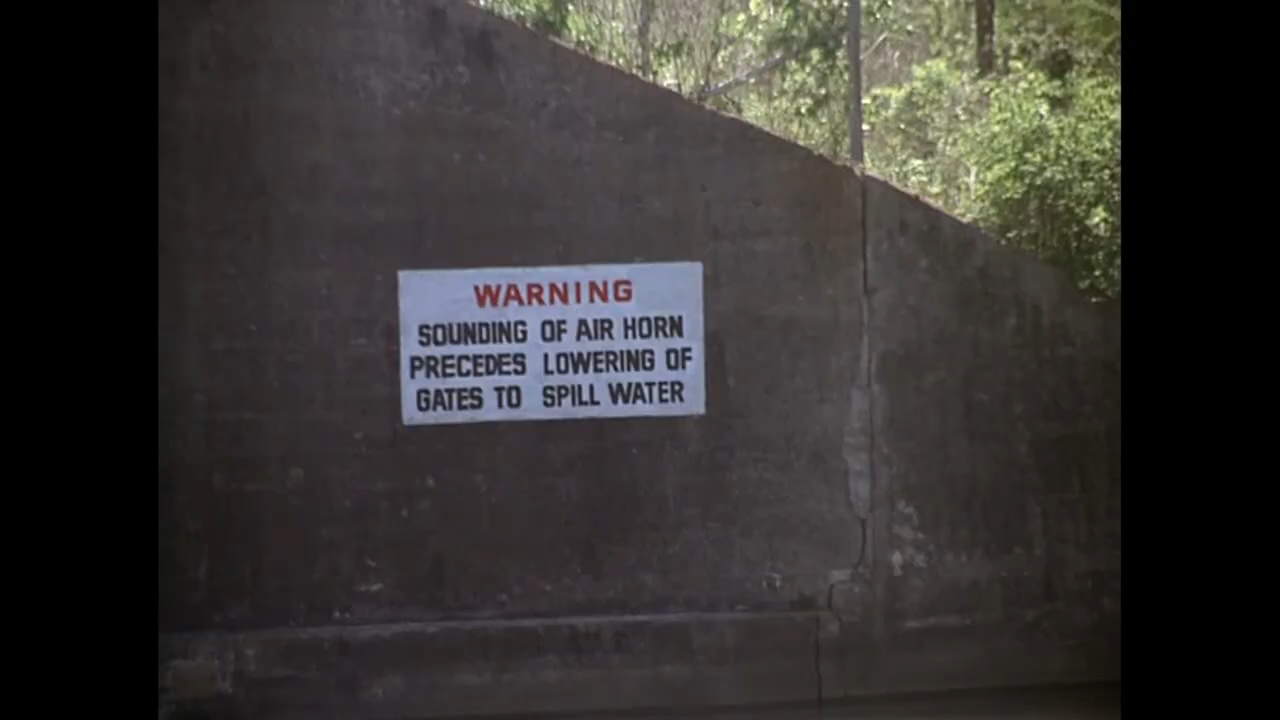 WARNING
SOUNDING OF AIR HORN
PRECEDES LOWERING OF
GATES TO SPILL WATER